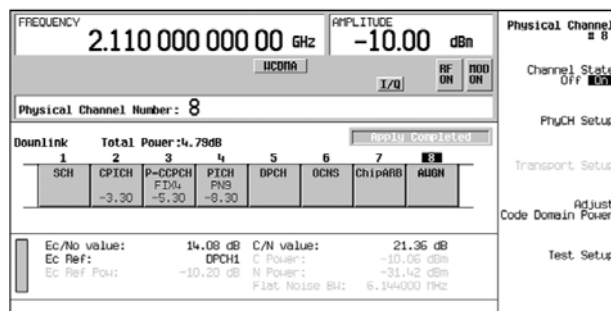 FREQUENCY
2.110 000 000 00 GHz
AMPLITUDE
-10.00 dBm
WCDMA
I/Q
RF ON
MOD ON
Physical Channel Number: 8
Downlink Total Power:4.79dB
Apply Completed
1 2 3 4 5 6 7 8
SCH CPICH P-CCPCH PICH DPCH OCNS ChipARB AWGN
FIX4 PN9
-3.30 -5.30 -8.30
Ec/No value: 14.08 dB C/N value: 21.36 dB
Ec Ref: DPCH1 C Power: -10.06 dBm
Ec Ref Pow: -10.20 dB N Power: -31.42 dBm
Flat Noise BW: 6.144000 MHz
Physical Channel
# 8
Channel State
Off On
PhyCH Setup
Transport Setup
Adjust
Code Domain Power
Test Setup